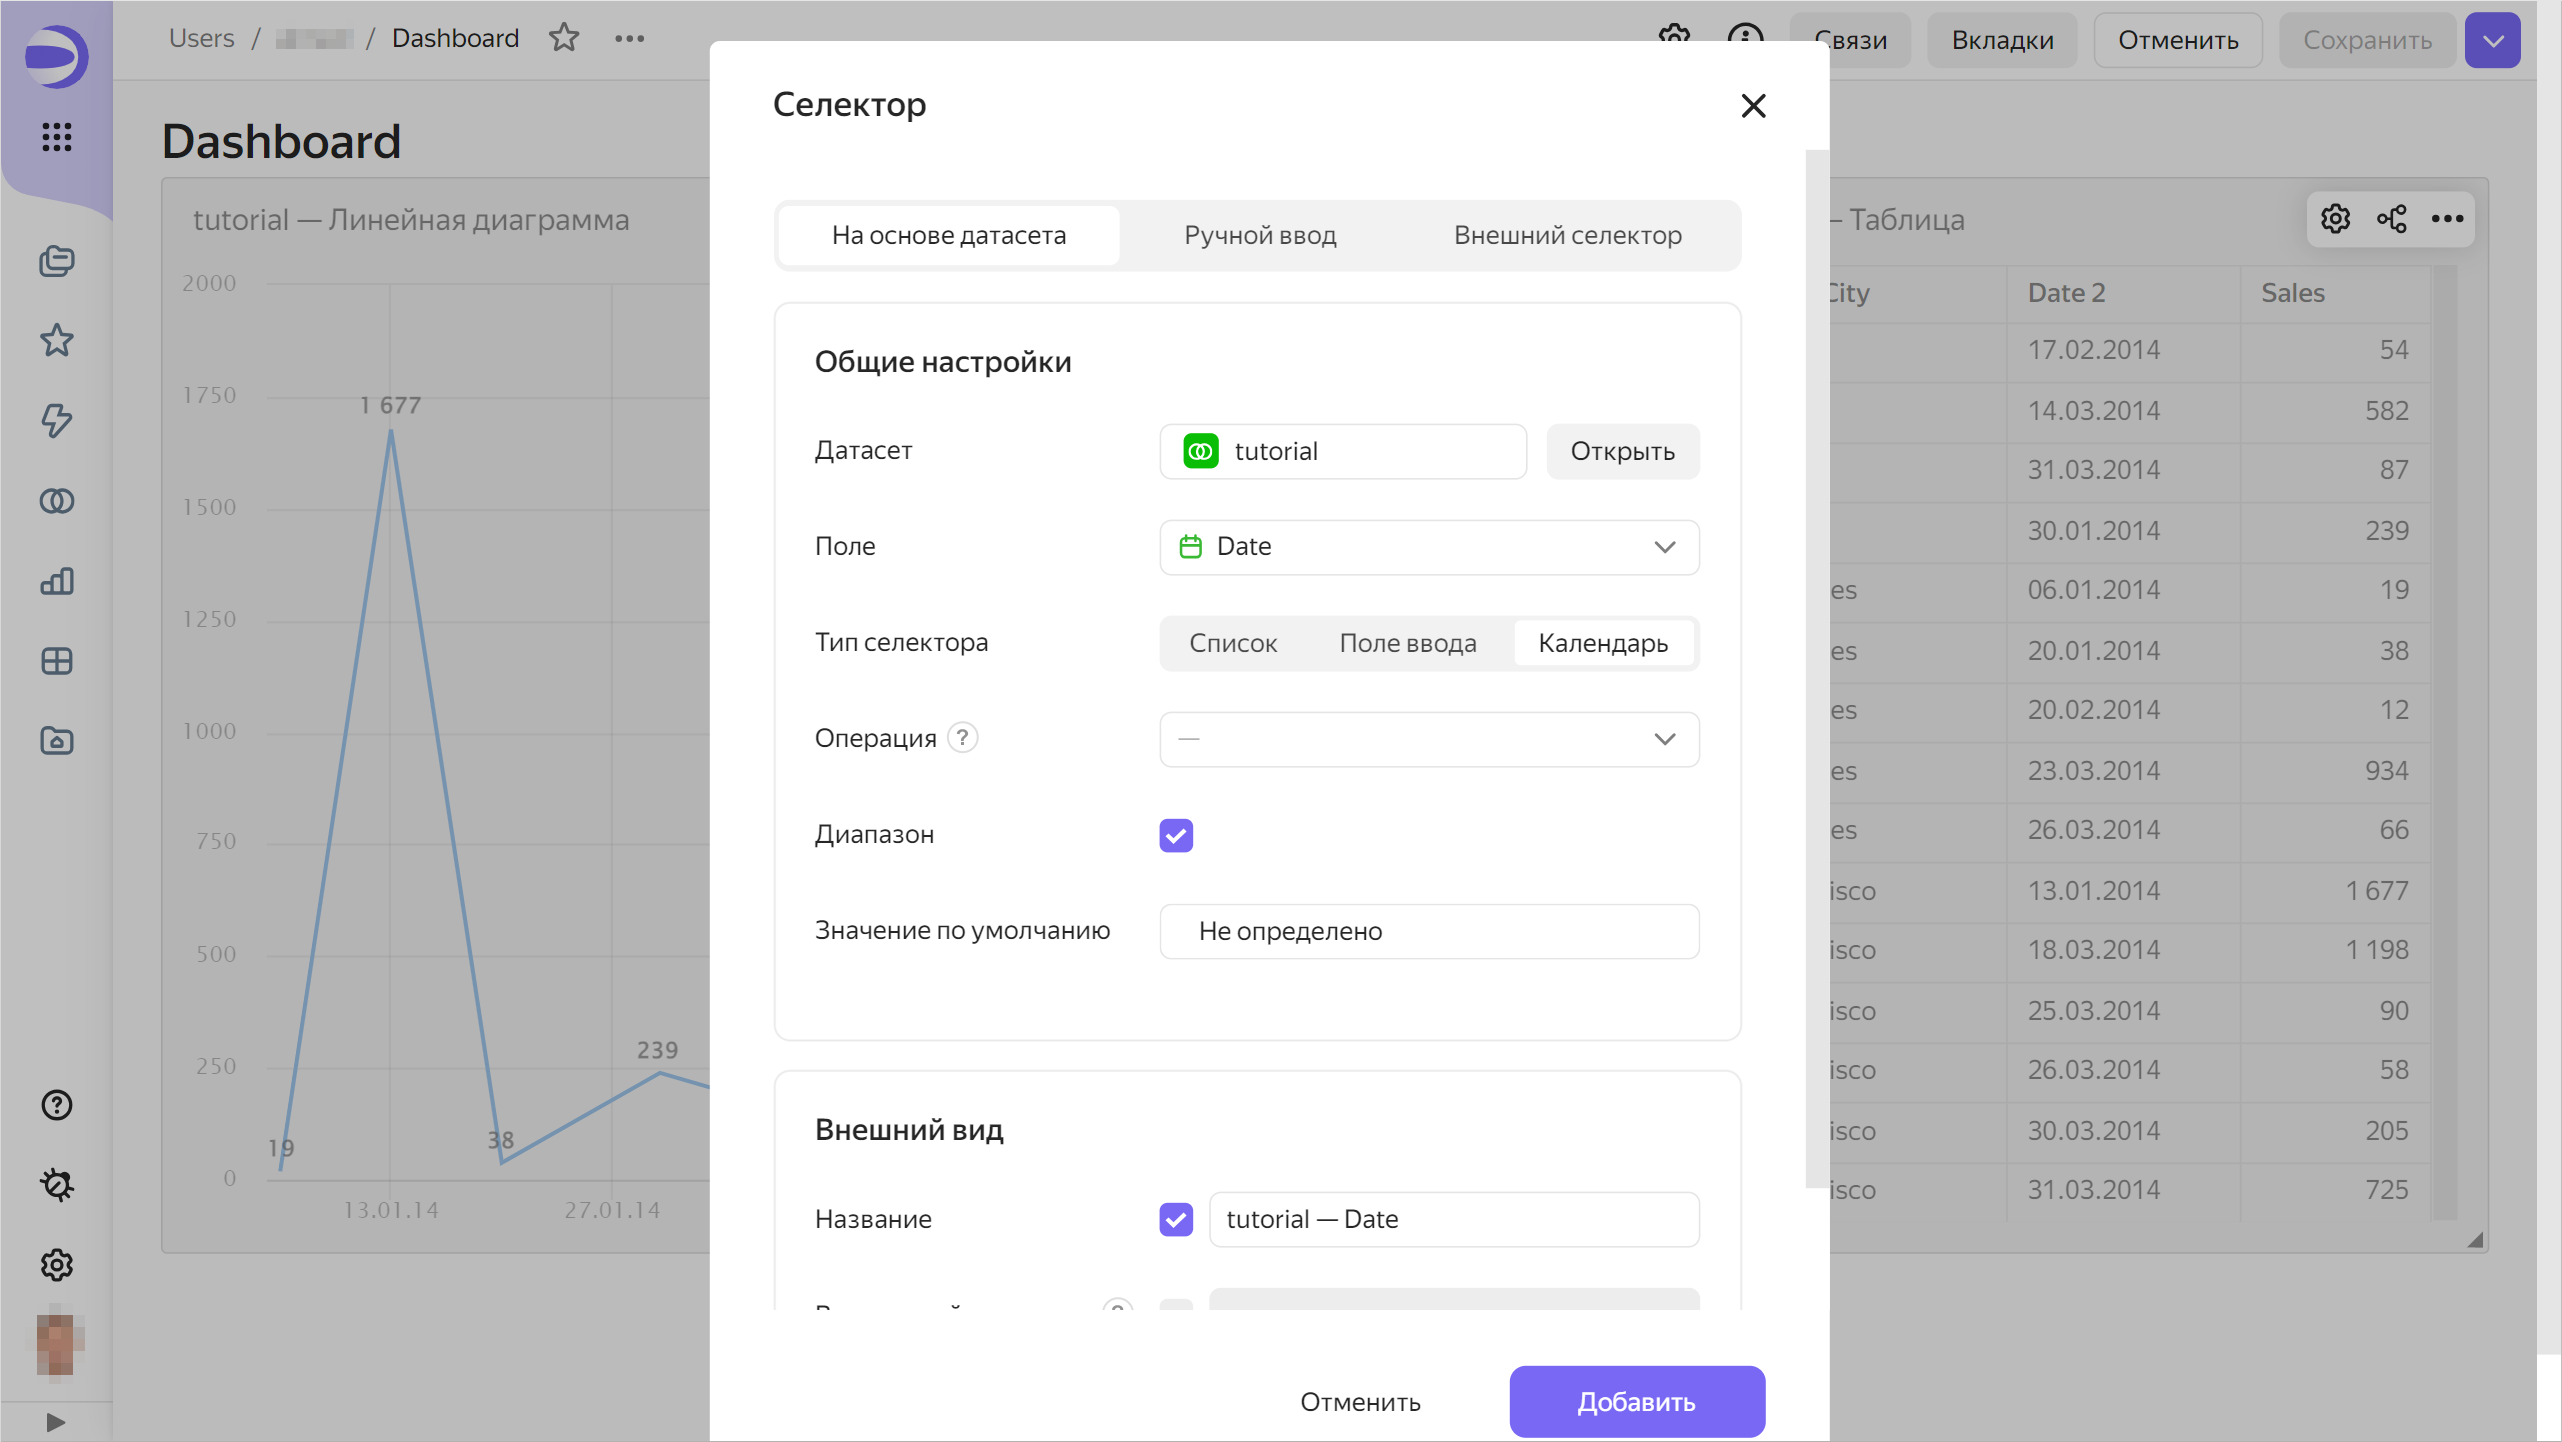 Users / / Dashboard
Связи
Вкладки
Отменить
Сохранить
Dashboard
tutorial — Линейная диаграмма
2000
1750
1500
1250
1000
750
500
250
0
1 677
239
19
38
13.01.14
27.01.14
Селектор
На основе датасета
Ручной ввод
Внешний селектор
Общие настройки
Датасет
tutorial
Открыть
Поле
Date
Тип селектора
Список
Поле ввода
Календарь
Операция ?
—
Диапазон
Значение по умолчанию
Не определено
Внешний вид
Название
tutorial — Date
Отменить
Добавить
— Таблица
City Date 2 Sales
17.02.2014 54
14.03.2014 582
31.03.2014 87
30.01.2014 239
es 06.01.2014 19
es 20.01.2014 38
es 20.02.2014 12
es 23.03.2014 934
es 26.03.2014 66
isco 13.01.2014 1 677
isco 18.03.2014 1 198
isco 25.03.2014 90
isco 26.03.2014 58
isco 30.03.2014 205
isco 31.03.2014 725